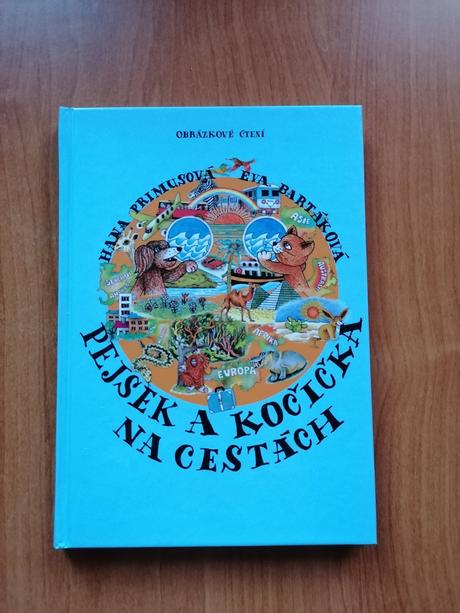 OBRÁZKOVÉ ČTENÍ
HANA PRIMUSOVÁ
EVA BARTÁKOVÁ
ASIE
AFRIKA
EVROPA
PEJSEK A KOČIČKA
NA CESTÁCH